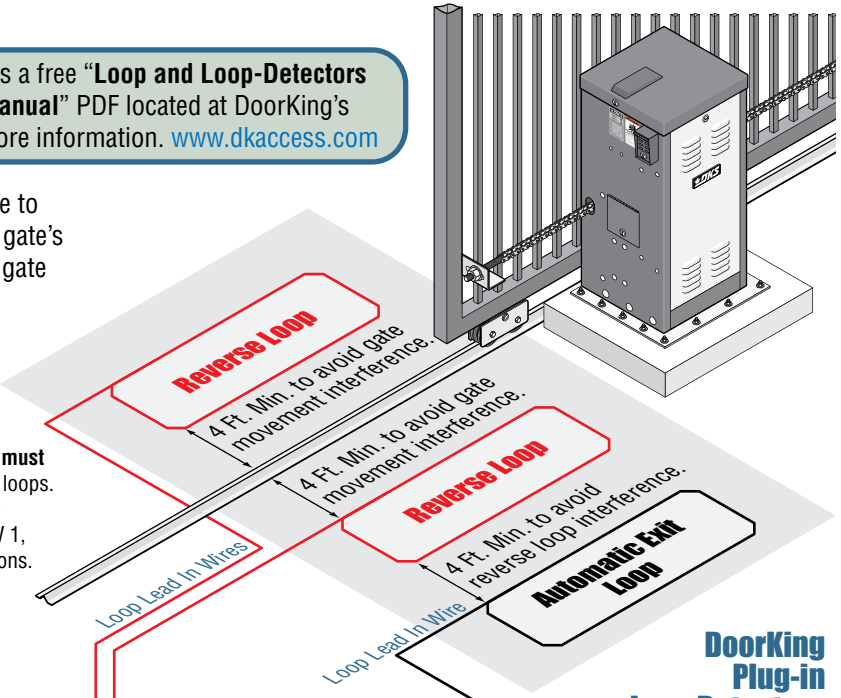 s a free “Loop and Loop-Detectors
anual” PDF located at DoorKing's
ore information. www.dkaccess.com
e to
gate's
gate
must
loops.
/ 1,
ons.
DKS
Reverse Loop
4 Ft. Min. to avoid gate
movement interference.
4 Ft. Min. to avoid gate
movement interference.
Reverse Loop
4 Ft. Min. to avoid
reverse loop interference.
Automatic Exit
Loop
Loop Lead In Wires
Loop Lead In Wire
DoorKing
Plug-in